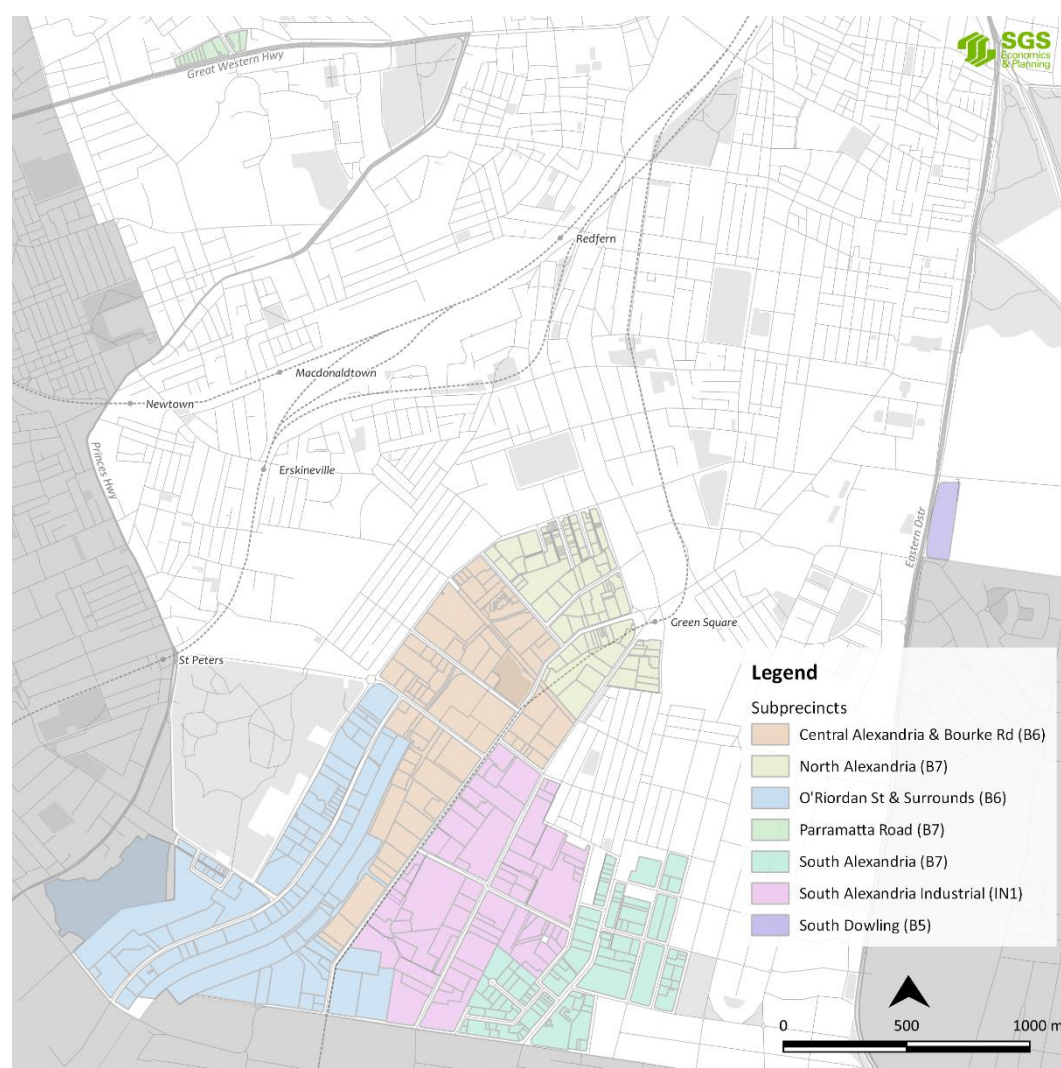 SGS
Economics
& Planning
Great Western Hwy
Redfern
Macdonaldtown
Newtown
Princes Hwy
Erskineville
Eastern Dstr
Green Square
St Peters
Legend
Subprecincts
Central Alexandria & Bourke Rd (B6)
North Alexandria (B7)
O'Riordan St & Surrounds (B6)
Parramatta Road (B7)
South Alexandria (B7)
South Alexandria Industrial (IN1)
South Dowling (B5)
0 500 1000 m